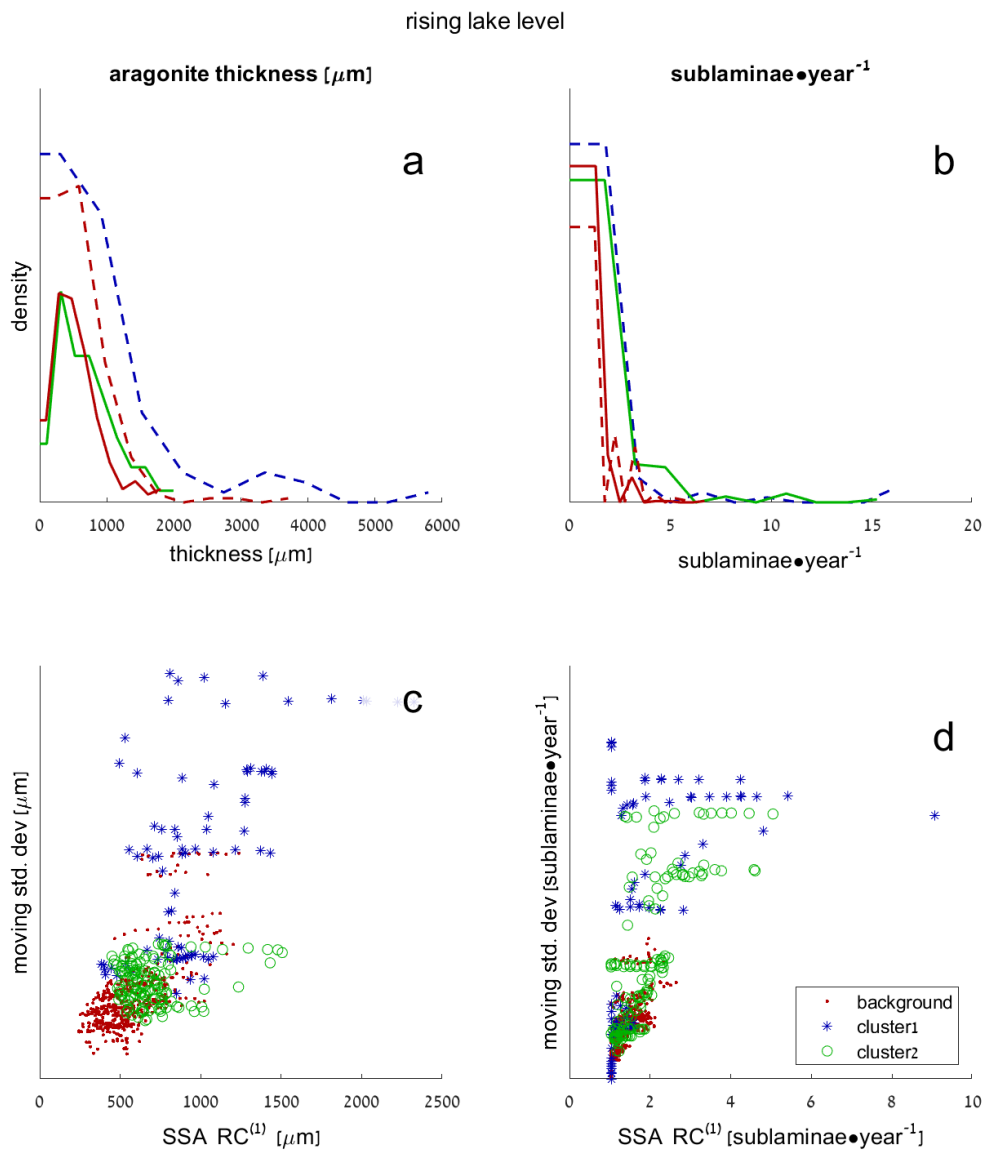 rising lake level
aragonite thickness [μm]
sublaminae•year⁻¹
a
b
density
0 1000 2000 3000 4000 5000 6000
0 5 10 15 20
thickness [μm]
sublaminae•year⁻¹
c
d
moving std. dev [μm]
moving std. dev [sublaminae•year⁻¹]
background
cluster1
cluster2
0 500 1000 1500 2000 2500
0 2 4 6 8 10
SSA RC⁽¹⁾ [μm]
SSA RC⁽¹⁾ [sublaminae•year⁻¹]